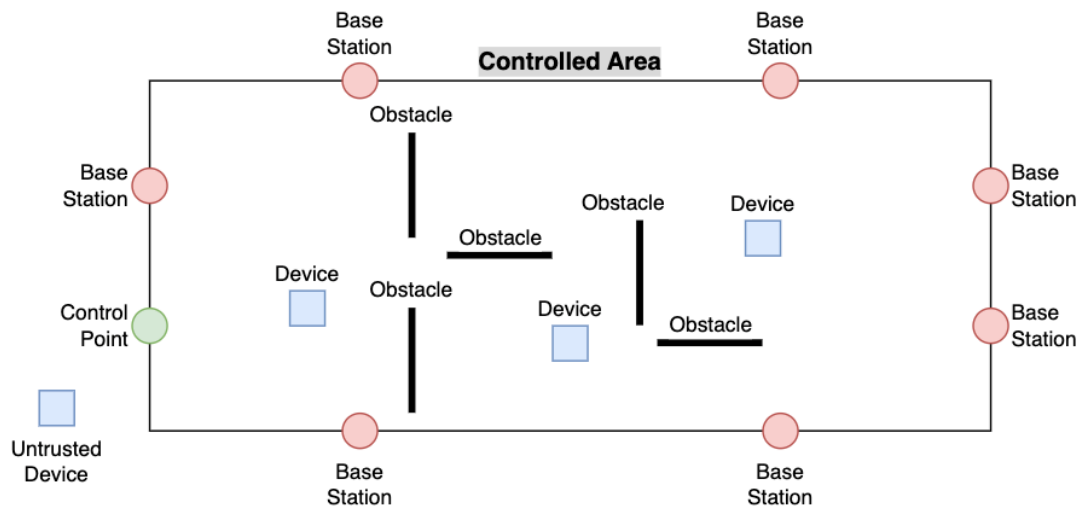 Base
Station
Base
Station
Controlled Area
Obstacle
Base
Station
Base
Station
Obstacle
Device
Obstacle
Device
Obstacle
Device
Control
Point
Base
Station
Obstacle
Untrusted
Device
Base
Station
Base
Station